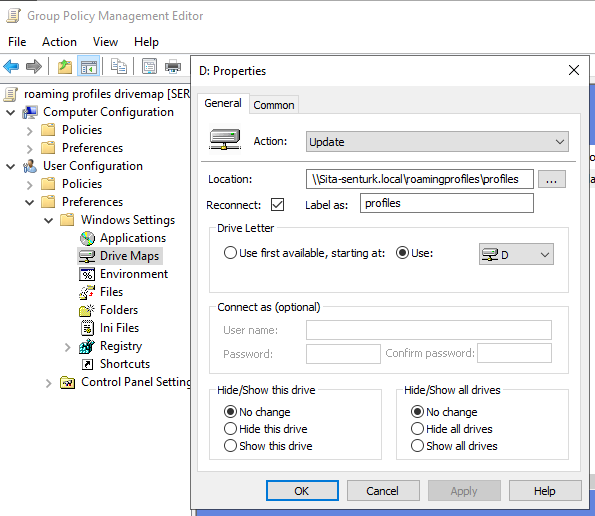 Group Policy Management Editor
File Action View Help
roaming profiles drivemap [SER
Computer Configuration
Policies
Preferences
User Configuration
Policies
Preferences
Windows Settings
Applications
Drive Maps
Environment
Files
Folders
Ini Files
Registry
Shortcuts
Control Panel Setting
D: Properties
General Common
Action: Update
Location: \\Sita-senturk.local\roamingprofiles\profiles ...
Reconnect: Label as: profiles
Drive Letter
Use first available, starting at: Use: D
Connect as (optional)
User name:
Password: Confirm password:
Hide/Show this drive
No change
Hide this drive
Show this drive
Hide/Show all drives
No change
Hide all drives
Show all drives
OK Cancel Apply Help